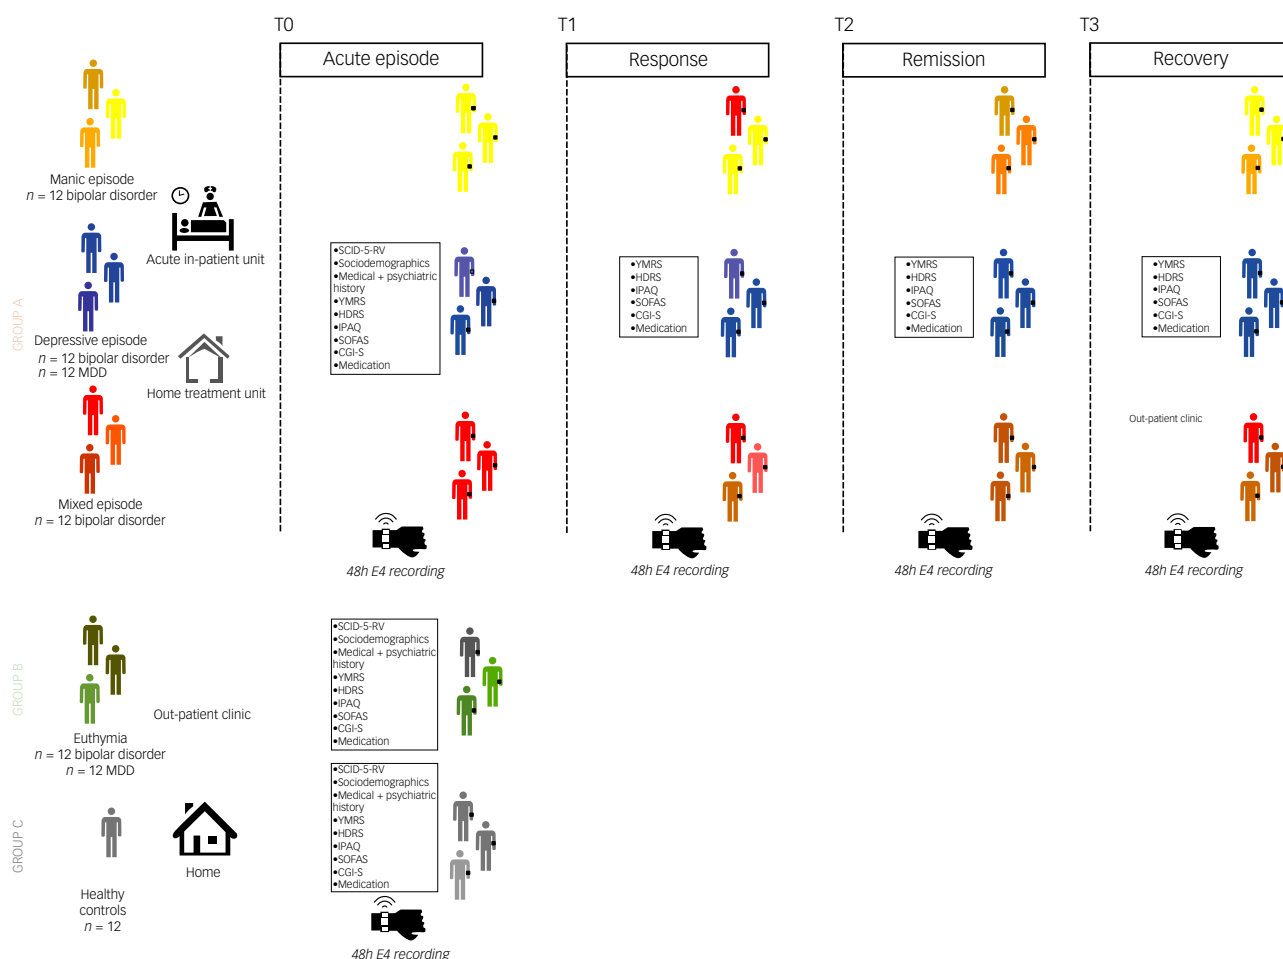 T0
T1
T2
T3
Acute episode
Response
Remission
Recovery
GROUP A
Manic episode
n = 12 bipolar disorder
Acute in-patient unit
Depressive episode
n = 12 bipolar disorder
n = 12 MDD
Home treatment unit
Mixed episode
n = 12 bipolar disorder
•SCID-5-RV
•Sociodemographics
•Medical + psychiatric
history
•YMRS
•HDRS
•IPAQ
•SOFAS
•CGI-S
•Medication
•YMRS
•HDRS
•IPAQ
•SOFAS
•CGI-S
•Medication
•YMRS
•HDRS
•IPAQ
•SOFAS
•CGI-S
•Medication
•YMRS
•HDRS
•IPAQ
•SOFAS
•CGI-S
•Medication
Out-patient clinic
48h E4 recording
48h E4 recording
48h E4 recording
48h E4 recording
GROUP B
Out-patient clinic
Euthymia
n = 12 bipolar disorder
n = 12 MDD
•SCID-5-RV
•Sociodemographics
•Medical + psychiatric
history
•YMRS
•HDRS
•IPAQ
•SOFAS
•CGI-S
•Medication
GROUP C
Home
Healthy
controls
n = 12
•SCID-5-RV
•Sociodemographics
•Medical + psychiatric
history
•YMRS
•HDRS
•IPAQ
•SOFAS
•CGI-S
•Medication
48h E4 recording